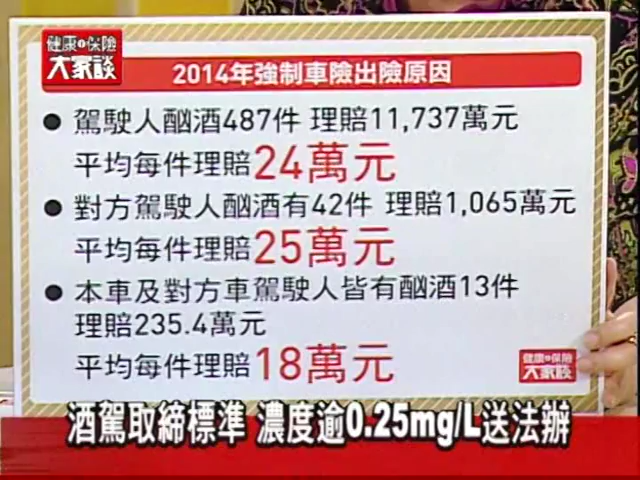 健康保險
大家談
2014年強制車險出險原因
●駕駛人酗酒487件 理賠11,737萬元
平均每件理賠24萬元
●對方駕駛人酗酒有42件 理賠1,065萬元
平均每件理賠25萬元
●本車及對方車駕駛人皆有酗酒13件
理賠235.4萬元
平均每件理賠18萬元
健康保險
大家談
酒駕取締標準 濃度逾0.25mg/L送法辦